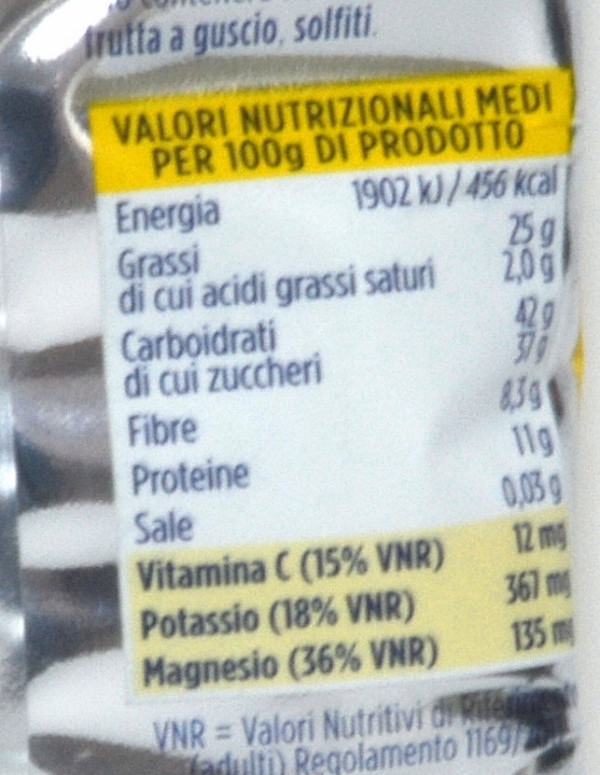 frutta a guscio, solfiti.
VALORI NUTRIZIONALI MEDI
PER 100g DI PRODOTTO
Energia 1902 kJ / 456 kcal
Grassi 25 g
di cui acidi grassi saturi 2,0 g
Carboidrati 42 g
di cui zuccheri 37 g
Fibre 8,3 g
Proteine 11 g
Sale 0,03 g
Vitamina C (15% VNR) 12 mg
Potassio (18% VNR) 367 mg
Magnesio (36% VNR) 135 mg
VNR = Valori Nutritivi di Riferimento
(adulti) Regolamento 1169/